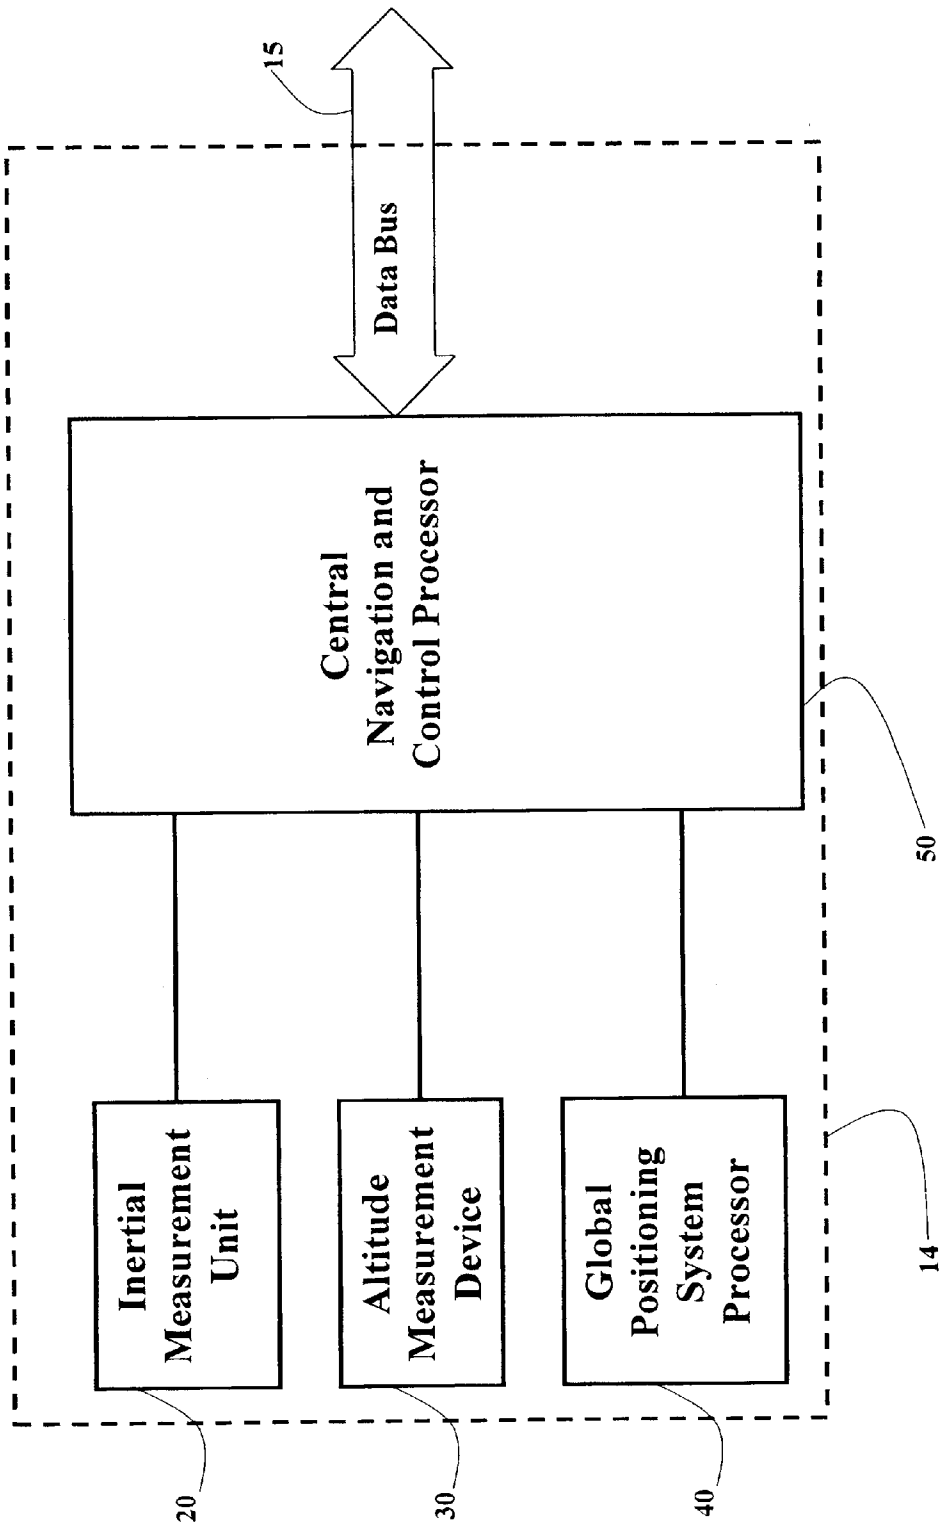 20
Inertial
Measurement
Unit
30
Altitude
Measurement
Device
40
Global
Positioning
System
Processor
Central
Navigation and
Control Processor
Data Bus
15
14
50